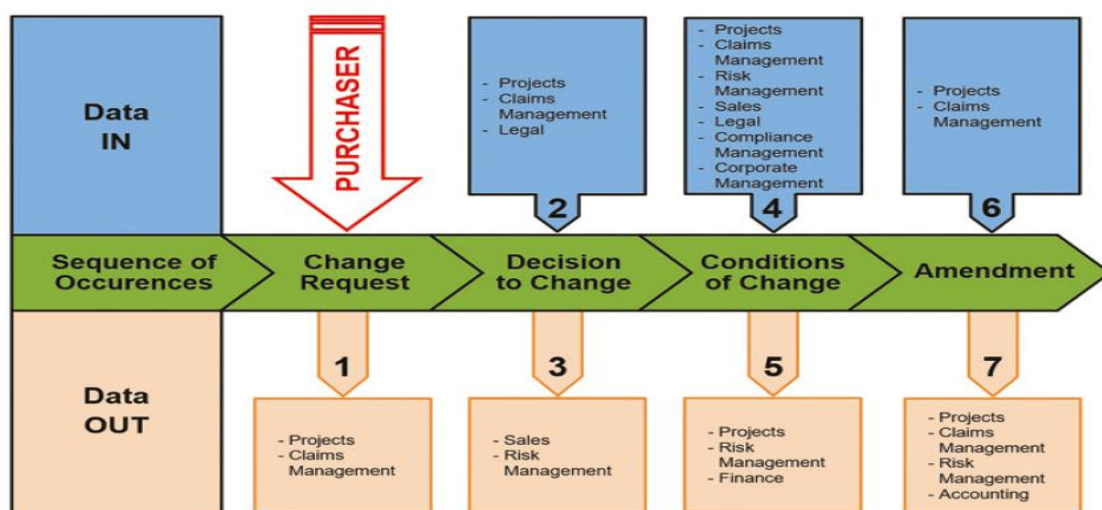 Data
IN
PURCHASER
- Projects
- Claims
Management
- Legal
2
- Projects
- Claims
Management
- Risk
Management
- Sales
- Legal
- Compliance
Management
- Corporate
Management
4
- Projects
- Claims
Management
6
Sequence of
Occurences
Change
Request
Decision
to Change
Conditions
of Change
Amendment
Data
OUT
1
- Projects
- Claims
Management
3
- Sales
- Risk
Management
5
- Projects
- Risk
Management
- Finance
7
- Projects
- Claims
Management
- Risk
Management
- Accounting